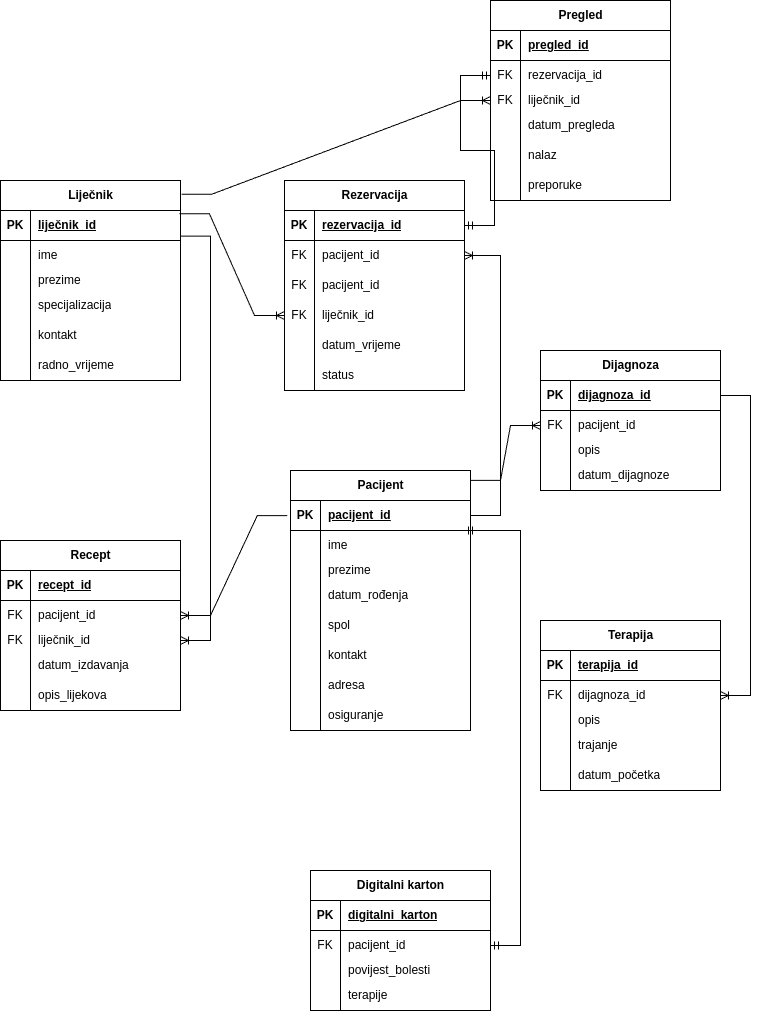 Pregled
PK pregled_id
FK rezervacija_id
FK liječnik_id
datum_pregleda
nalaz
preporuke
Liječnik
PK liječnik_id
ime
prezime
specijalizacija
kontakt
radno_vrijeme
Rezervacija
PK rezervacija_id
FK pacijent_id
FK pacijent_id
FK liječnik_id
datum_vrijeme
status
Dijagnoza
PK dijagnoza_id
FK pacijent_id
opis
datum_dijagnoze
Pacijent
PK pacijent_id
ime
prezime
datum_rođenja
spol
kontakt
adresa
osiguranje
Recept
PK recept_id
FK pacijent_id
FK liječnik_id
datum_izdavanja
opis_lijekova
Terapija
PK terapija_id
FK dijagnoza_id
opis
trajanje
datum_početka
Digitalni karton
PK digitalni_karton
FK pacijent_id
povijest_bolesti
terapije